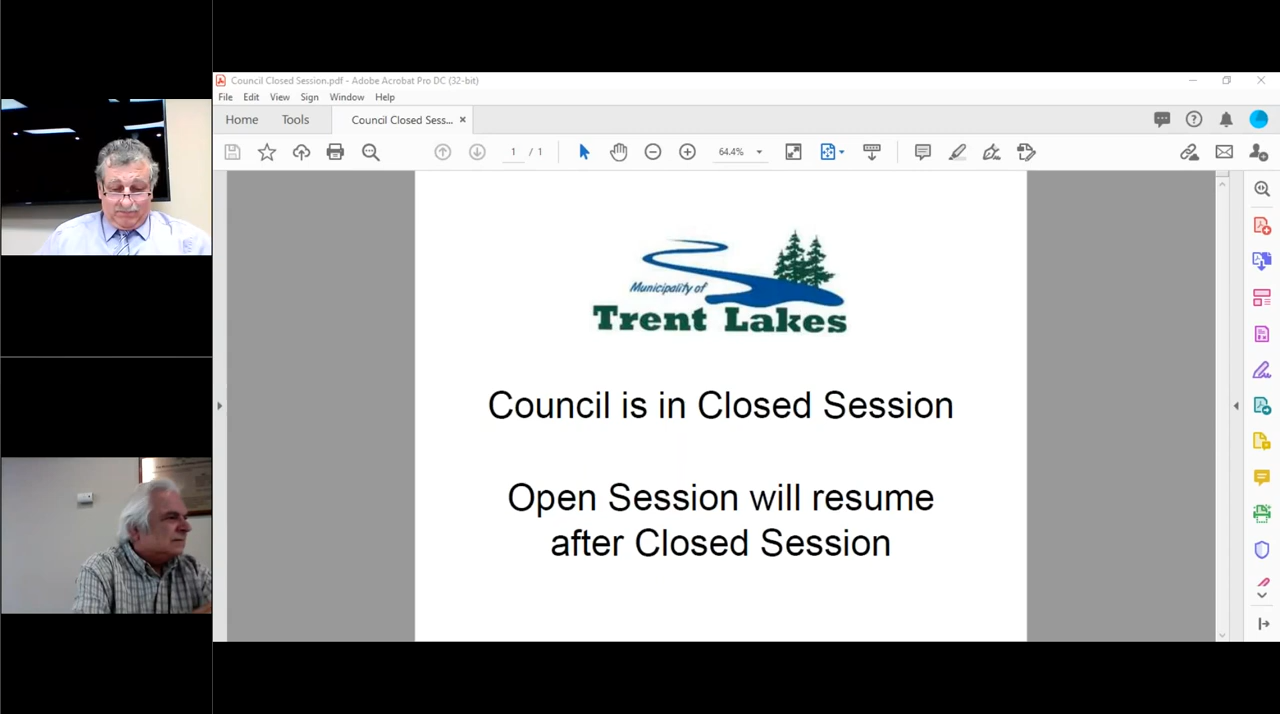 Council Closed Session.pdf - Adobe Acrobat Pro DC (32-bit)
File Edit View Sign Window Help
Home Tools Council Closed Sess... ×
1 / 1 64.4%
Municipality of
Trent Lakes
Council is in Closed Session
Open Session will resume
after Closed Session